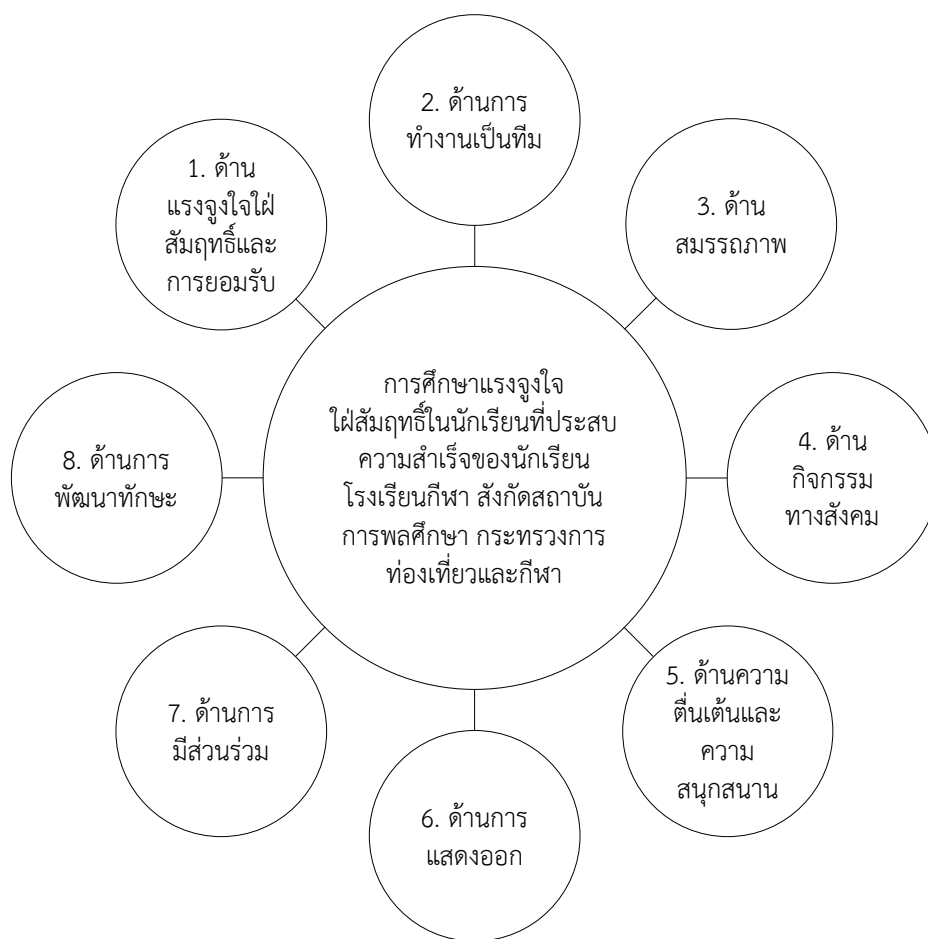 2. ด้านการ
ทำงานเป็นทีม
1. ด้าน
แรงจูงใจใฝ่
สัมฤทธิ์และ
การยอมรับ
3. ด้าน
สมรรถภาพ
การศึกษาแรงจูงใจ
ใฝ่สัมฤทธิ์ในนักเรียนที่ประสบ
ความสำเร็จของนักเรียน
โรงเรียนกีฬา สังกัดสถาบัน
การพลศึกษา กระทรวงการ
ท่องเที่ยวและกีฬา
8. ด้านการ
พัฒนาทักษะ
4. ด้าน
กิจกรรม
ทางสังคม
7. ด้านการ
มีส่วนร่วม
5. ด้านความ
ตื่นเต้นและ
ความ
สนุกสนาน
6. ด้านการ
แสดงออก